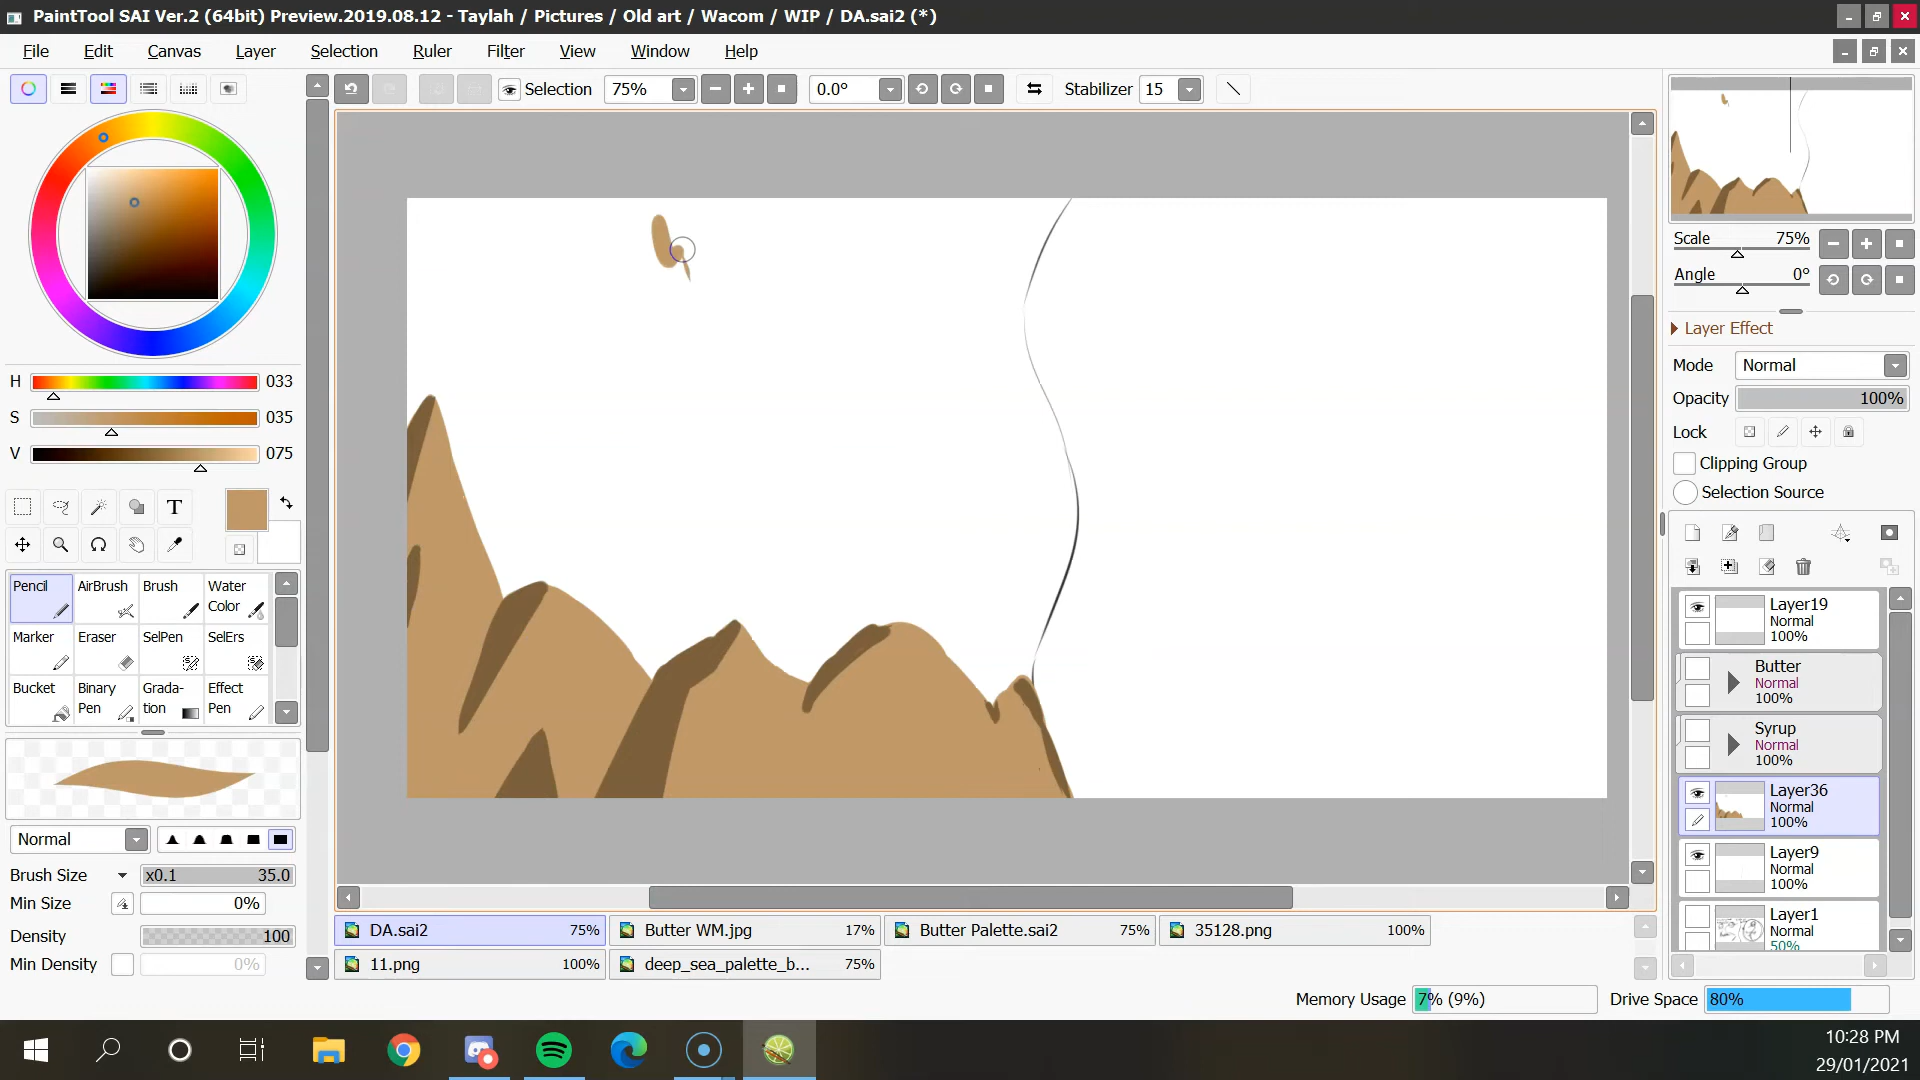 PaintTool SAI Ver.2 (64bit) Preview.2019.08.12 - Taylah / Pictures / Old art / Wacom / WIP / DA.sai2 (*)
File Edit Canvas Layer Selection Ruler Filter View Window Help
Selection 75% 0.0° Stabilizer 15
Scale 75%
Angle 0°
Layer Effect
Mode Normal
Opacity 100%
Lock
Clipping Group
Selection Source
H 033
S 035
V 075
T
Pencil AirBrush Brush Water Color
Marker Eraser SelPen SelErs
Bucket Binary Pen Grada-tion Effect Pen
Normal
Brush Size x0.1 35.0
Min Size 0%
Density 100
Min Density 0%
Layer19
Normal
100%
Butter
Normal
100%
Syrup
Normal
100%
Layer36
Normal
100%
Layer9
Normal
100%
Layer1
Normal
50%
DA.sai2 75% Butter WM.jpg 17% Butter Palette.sai2 75% 35128.png 100%
11.png 100% deep_sea_palette_b... 75%
Memory Usage 7% (9%) Drive Space 80%
10:28 PM
29/01/2021